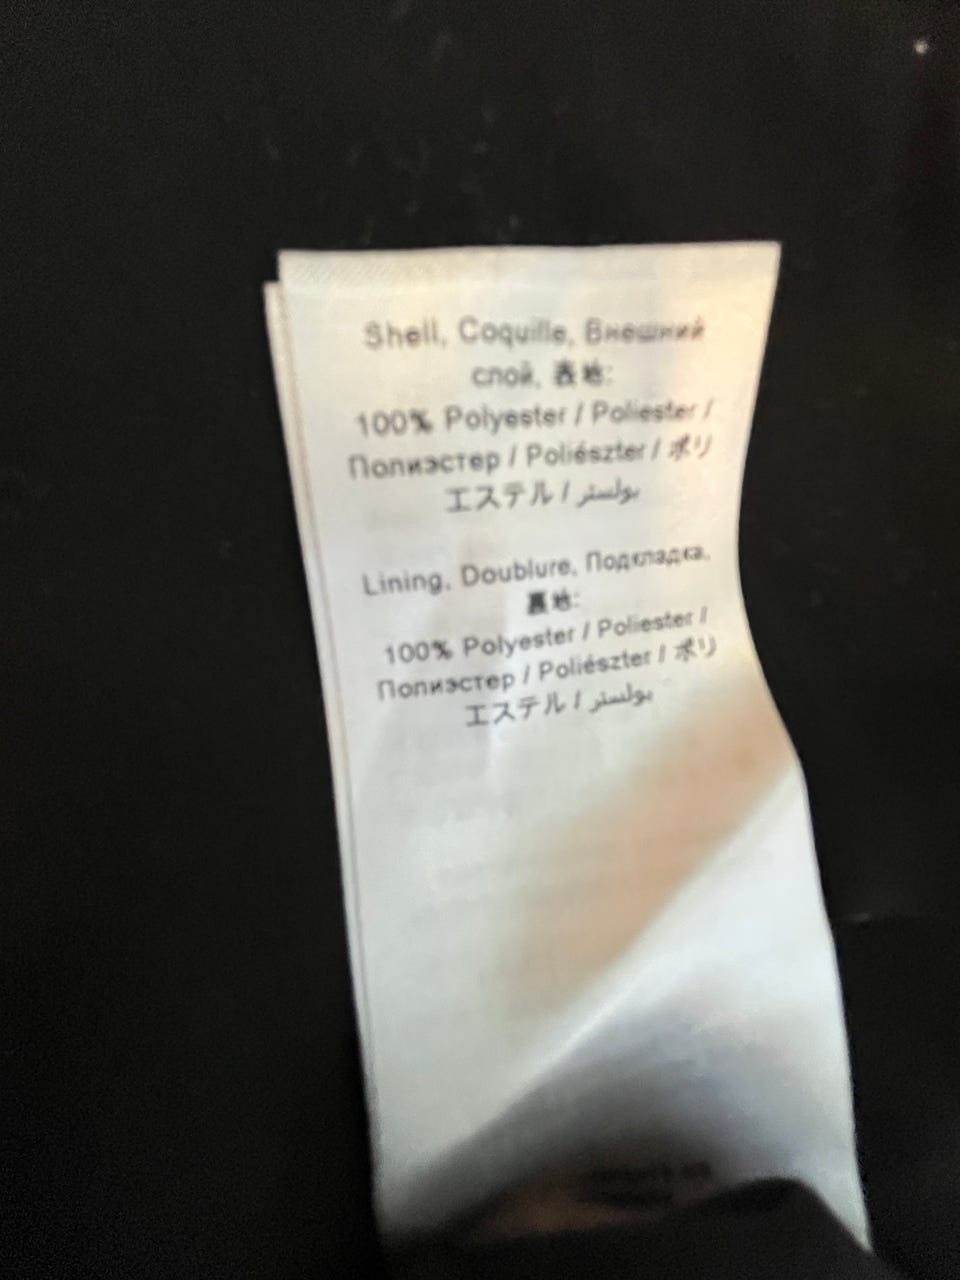 Shell, Coquille, Внешний
слой, 表地:
100% Polyester / Poliester /
Полиэстер / Poliészter / ポリ
エステル / بولستر
Lining, Doublure, Подкладка,
裏地:
100% Polyester / Poliester /
Полиэстер / Poliészter / ポリ
エステル / بولستر